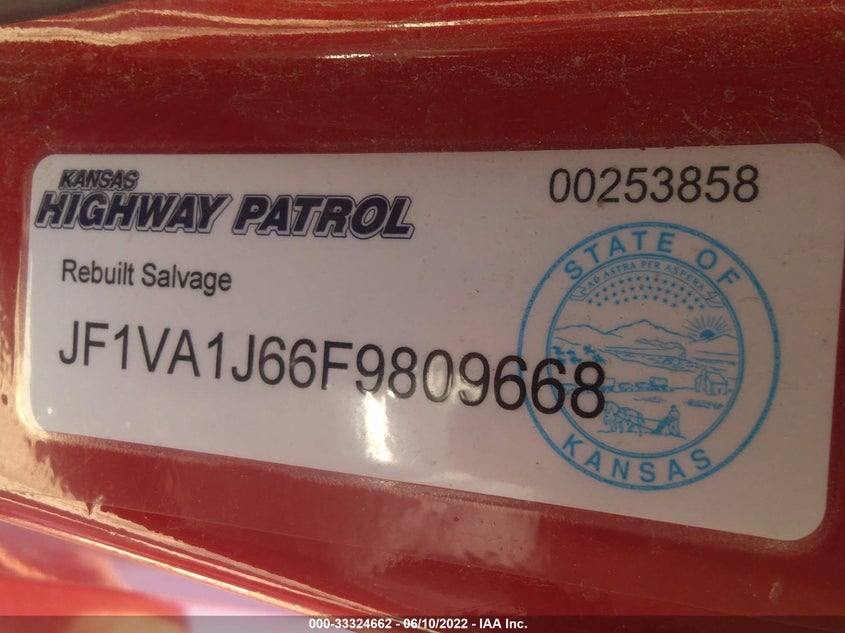 KANSAS
HIGHWAY PATROL
00253858
Rebuilt Salvage
JF1VA1J66F9809668
STATE OF
AD ASTRA PER ASPERA
KANSAS
000-33324662 - 06/10/2022 - IAA Inc.